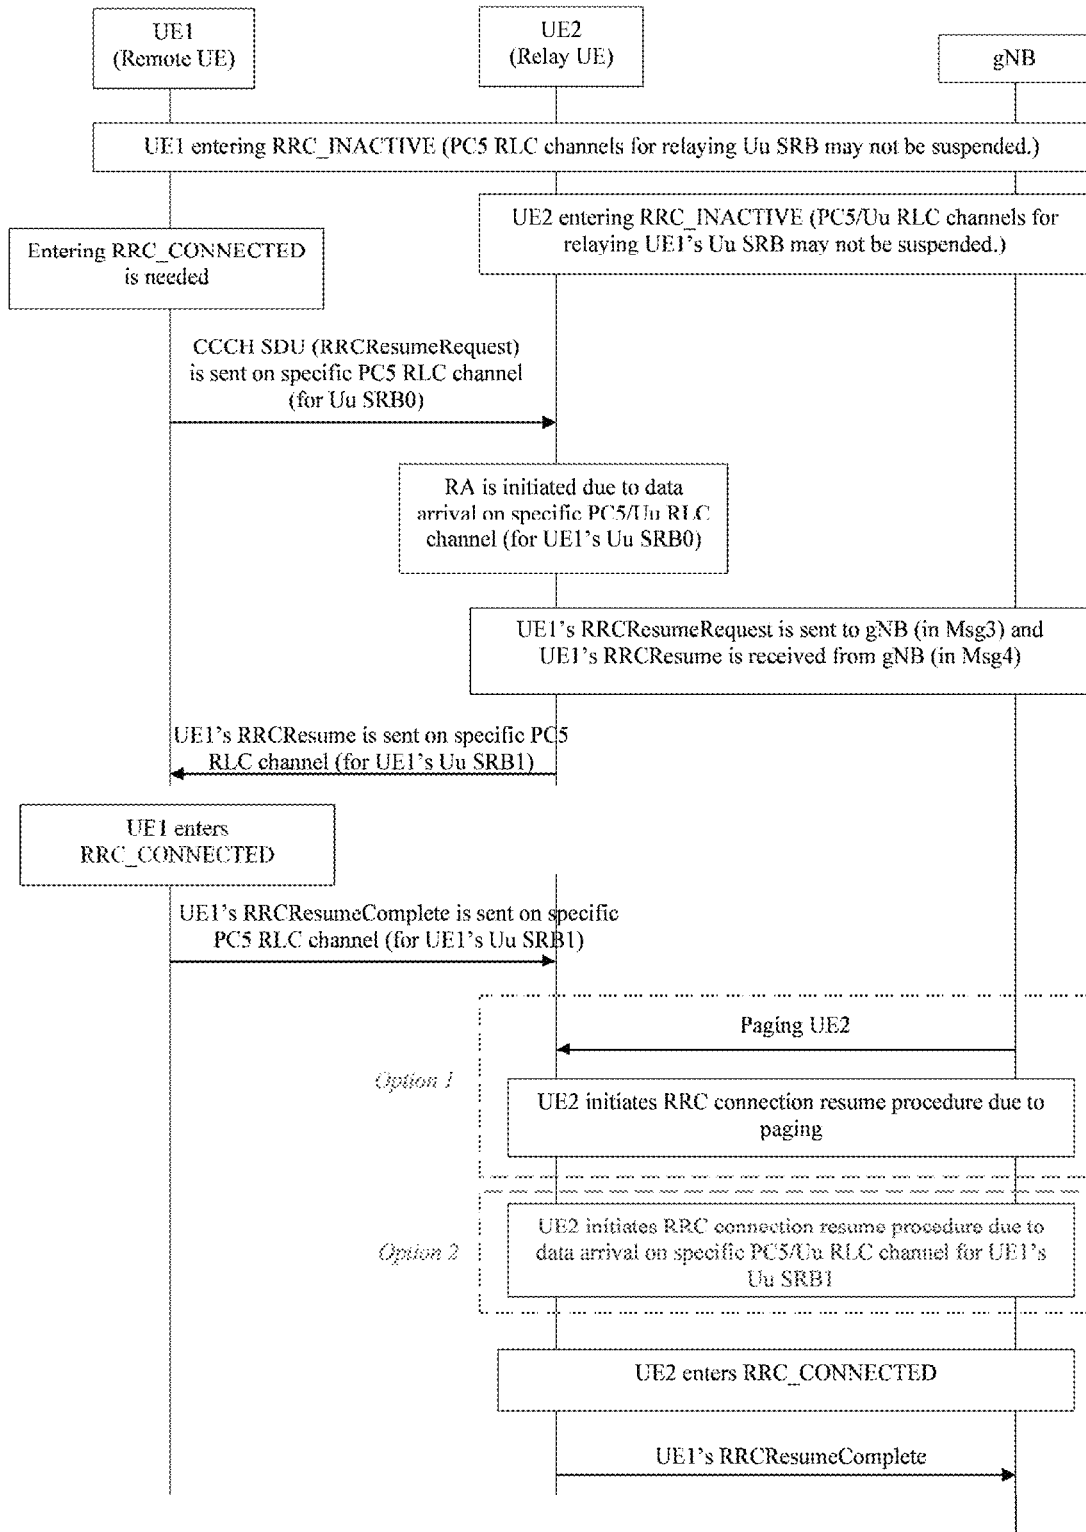 UE1
(Remote UE)
UE2
(Relay UE)
gNB
UE1 entering RRC_INACTIVE (PC5 RLC channels for relaying Uu SRB may not be suspended.)
UE2 entering RRC_INACTIVE (PC5/Uu RLC channels for
relaying UE1's Uu SRB may not be suspended.)
Entering RRC_CONNECTED
is needed
CCCH SDU (RRCResumeRequest)
is sent on specific PC5 RLC channel
(for Uu SRB0)
RA is initiated due to data
arrival on specific PC5/Uu RLC
channel (for UE1's Uu SRB0)
UE1's RRCResumeRequest is sent to gNB (in Msg3) and
UE1's RRCResume is received from gNB (in Msg4)
UE1's RRCResume is sent on specific PC5
RLC channel (for UE1's Uu SRB1)
UE1 enters
RRC_CONNECTED
UE1's RRCResumeComplete is sent on specific
PC5 RLC channel (for UE1's Uu SRB1)
Paging UE2
Option 1
UE2 initiates RRC connection resume procedure due to
paging
Option 2
UE2 initiates RRC connection resume procedure due to
data arrival on specific PC5/Uu RLC channel for UE1's
Uu SRB1
UE2 enters RRC_CONNECTED
UE1's RRCResumeComplete